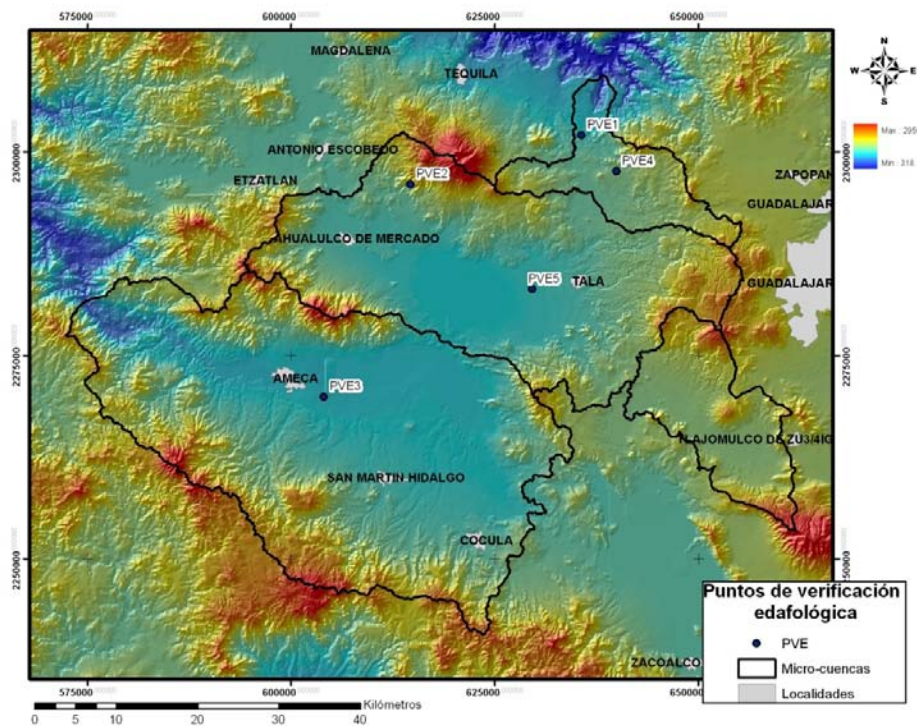 575000 600000 625000 650000
MAGDALENA
TEQUILA
N
W E
S
PVE1
Min.: 318
2300000
2300000
ANTONIO ESCOBEDO
PVE2
PVE4
ZAPOPAN
ETZATLAN
GUADALAJAR
AHUALULCO DE MERCADO
PVE5
TALA
GUADALAJAR
2275000
2275000
AMECA
PVE3
TLAJOMULCO DE ZU3/4IG
SAN MARTIN HIDALGO
COCULA
2250000
2250000
Puntos de verificación
edafológica
PVE
Micro-cuencas
Localidades
ZACOALCO
575000 600000 625000 650000
Kilómetros
0 5 10 20 30 40